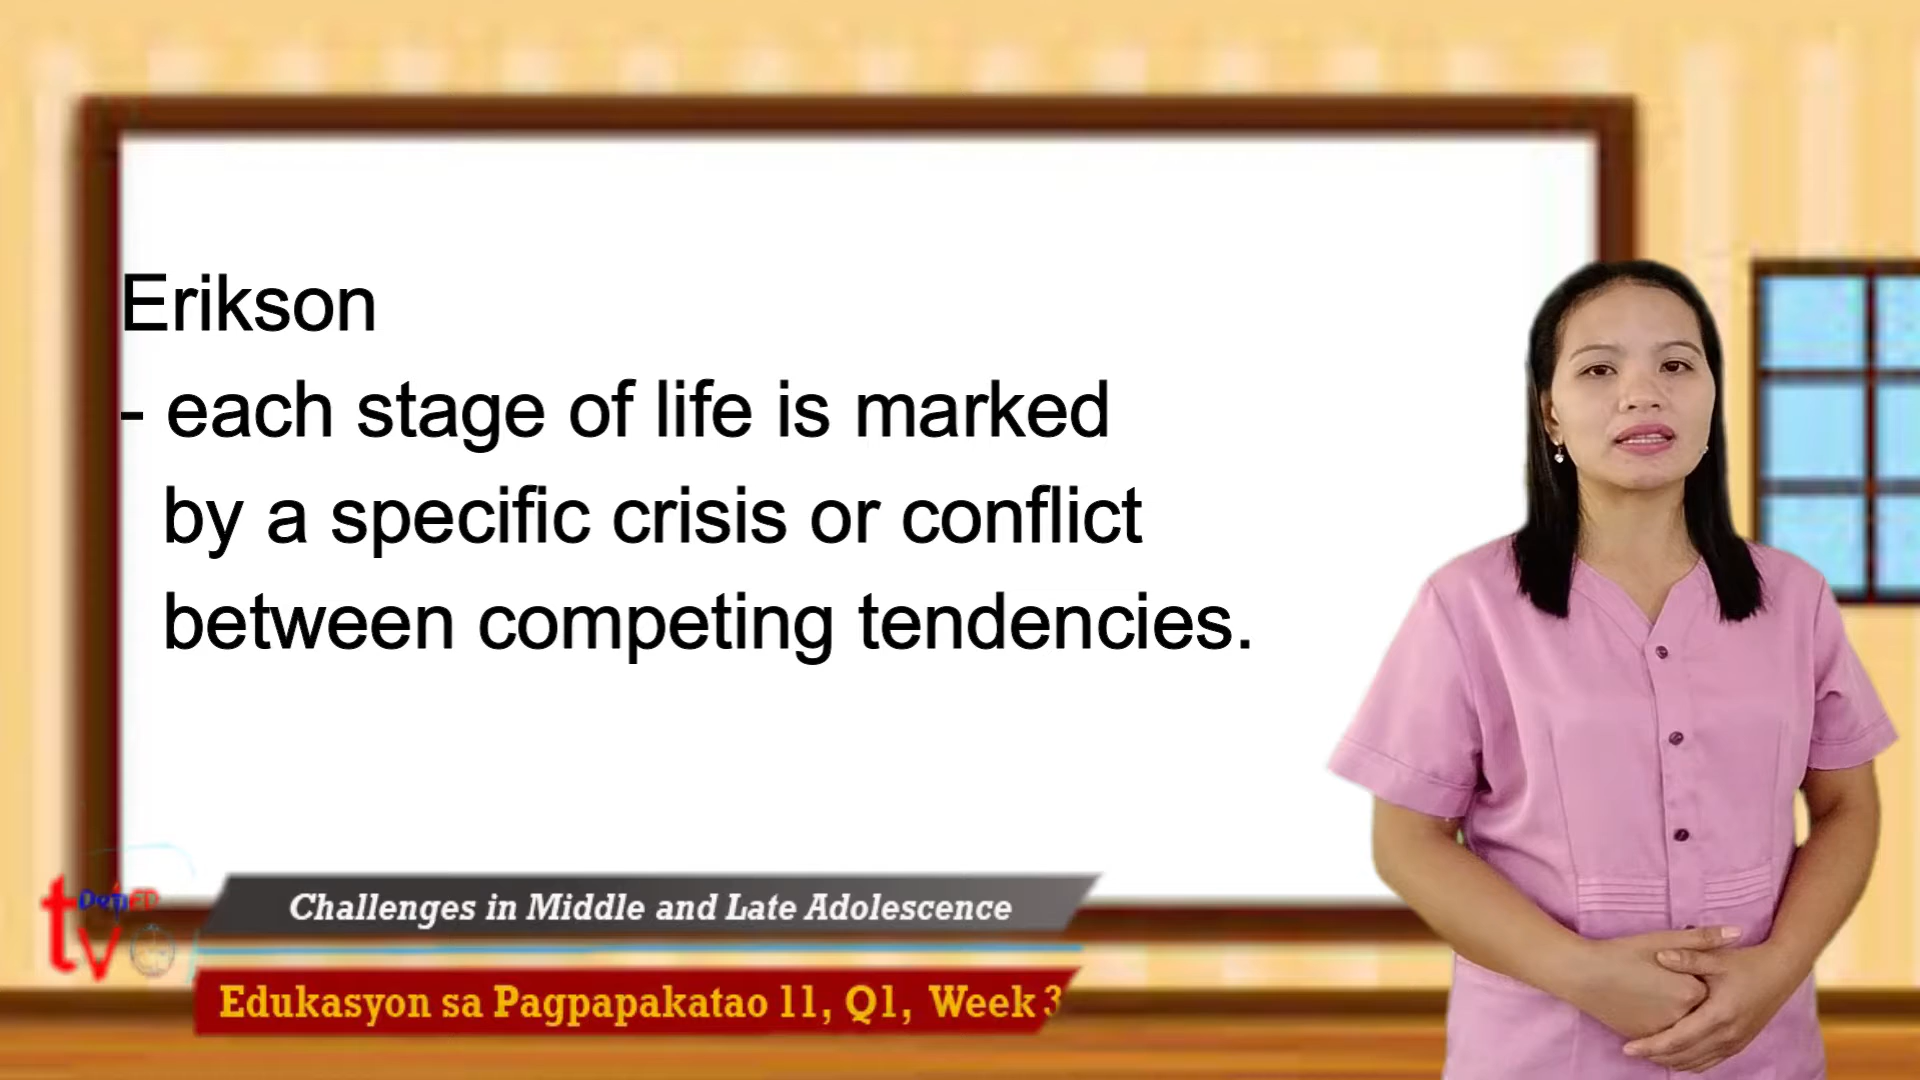 Erikson
- each stage of life is marked
by a specific crisis or conflict
between competing tendencies.
Challenges in Middle and Late Adolescence
DepED
tv
Edukasyon sa Pagpapakatao 11, Q1, Week 3